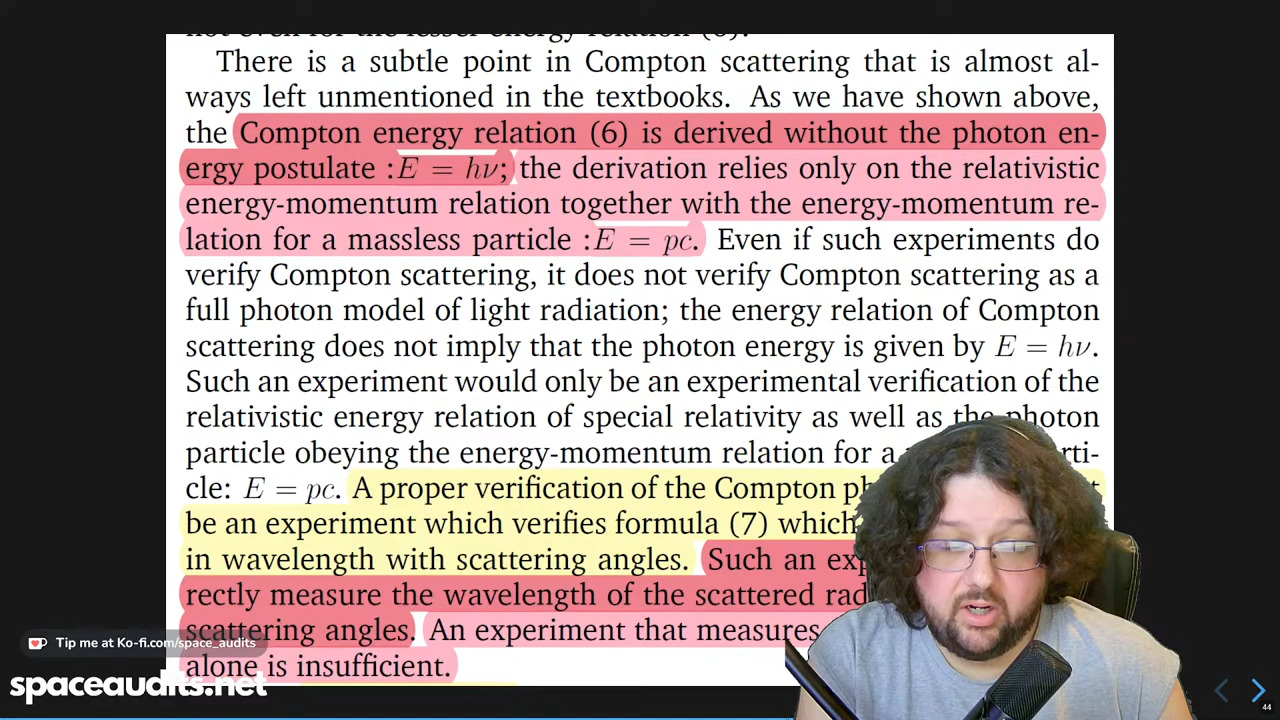 There is a subtle point in Compton scattering that is almost al-
ways left unmentioned in the textbooks. As we have shown above,
the Compton energy relation (6) is derived without the photon en-
ergy postulate :E = hν; the derivation relies only on the relativistic
energy-momentum relation together with the energy-momentum re-
lation for a massless particle :E = pc. Even if such experiments do
verify Compton scattering, it does not verify Compton scattering as a
full photon model of light radiation; the energy relation of Compton
scattering does not imply that the photon energy is given by E = hν.
Such an experiment would only be an experimental verification of the
relativistic energy relation of special relativity as well as the photon
particle obeying the energy-momentum relation for a
cle: E = pc. A proper verification of the Compton
be an experiment which verifies formula (7) which
in wavelength with scattering angles. Such an
rectly measure the wavelength of the scattered
scattering angles. An experiment that measures
alone is insufficient.
Tip me at Ko-fi.com/space_audits
spaceaudits.net
44